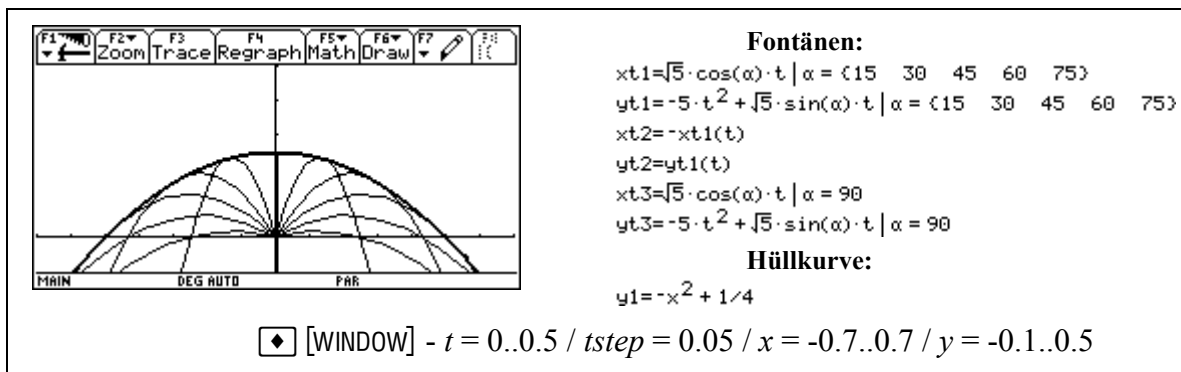 F1 F2 Zoom F3 Trace F4 Regraph F5 Math F6 Draw F7 F8
MAIN DEG AUTO PAR
Fontänen:
xt1=√5·cos(α)·t|α = {15 30 45 60 75}
yt1=-5·t²+√5·sin(α)·t|α = {15 30 45 60 75}
xt2=-xt1(t)
yt2=yt1(t)
xt3=√5·cos(α)·t|α = 90
yt3=-5·t²+√5·sin(α)·t|α = 90
Hüllkurve:
y1=-x²+1/4
[WINDOW] - t = 0..0.5 / tstep = 0.05 / x = -0.7..0.7 / y = -0.1..0.5